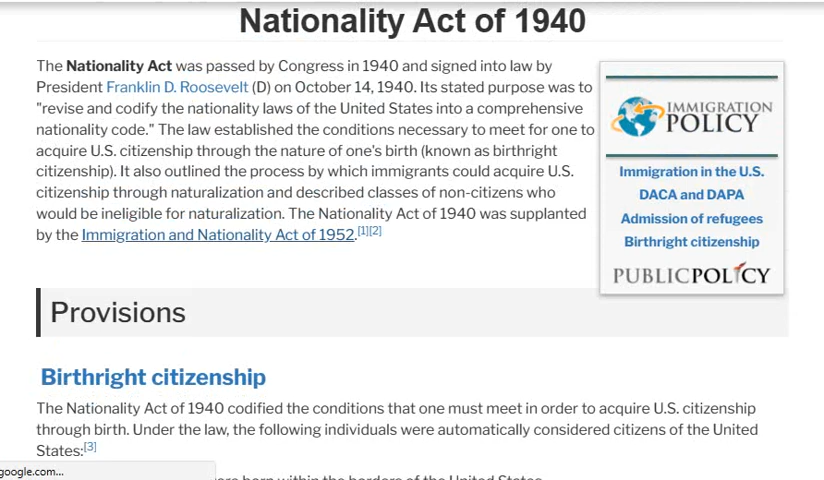 Nationality Act of 1940
The Nationality Act was passed by Congress in 1940 and signed into law by
President Franklin D. Roosevelt (D) on October 14, 1940. Its stated purpose was to
"revise and codify the nationality laws of the United States into a comprehensive
nationality code." The law established the conditions necessary to meet for one to
acquire U.S. citizenship through the nature of one's birth (known as birthright
citizenship). It also outlined the process by which immigrants could acquire U.S.
citizenship through naturalization and described classes of non-citizens who
would be ineligible for naturalization. The Nationality Act of 1940 was supplanted
by the Immigration and Nationality Act of 1952.[1][2]
IMMIGRATION
POLICY
Immigration in the U.S.
DACA and DAPA
Admission of refugees
Birthright citizenship
PUBLICPOLICY
Provisions
Birthright citizenship
The Nationality Act of 1940 codified the conditions that one must meet in order to acquire U.S. citizenship
through birth. Under the law, the following individuals were automatically considered citizens of the United
States:[3]
google.com...
were born within the borders of the United States